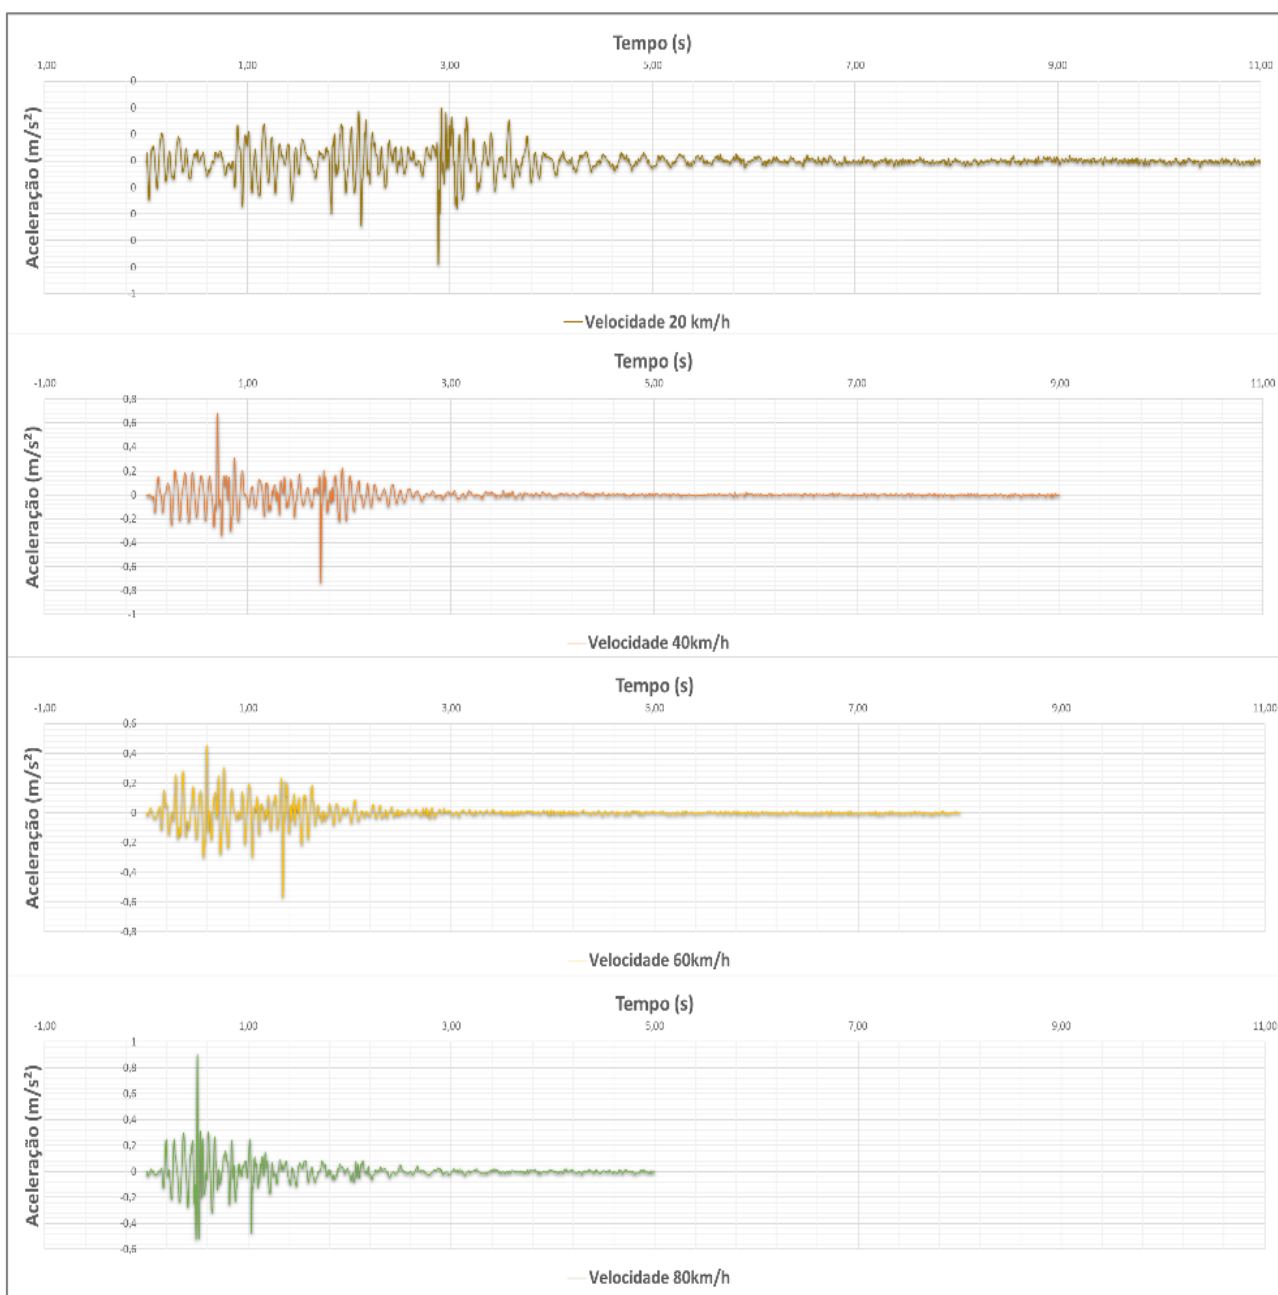 Tempo (s)
-1,00 1,00 3,00 5,00 7,00 9,00 11,00
Aceleração (m/s²)
0
0
0
0
0
0
0
0
-1
Velocidade 20 km/h
Tempo (s)
-1,00 1,00 3,00 5,00 7,00 9,00 11,00
Aceleração (m/s²)
0,8
0,6
0,4
0,2
0
-0,2
-0,4
-0,6
-0,8
-1
Velocidade 40km/h
Tempo (s)
-1,00 1,00 3,00 5,00 7,00 9,00 11,00
Aceleração (m/s²)
0,6
0,4
0,2
0
-0,2
-0,4
-0,6
-0,8
Velocidade 60km/h
Tempo (s)
-1,00 1,00 3,00 5,00 7,00 9,00 11,00
Aceleração (m/s²)
1
0,8
0,6
0,4
0,2
0
-0,2
-0,4
-0,6
Velocidade 80km/h